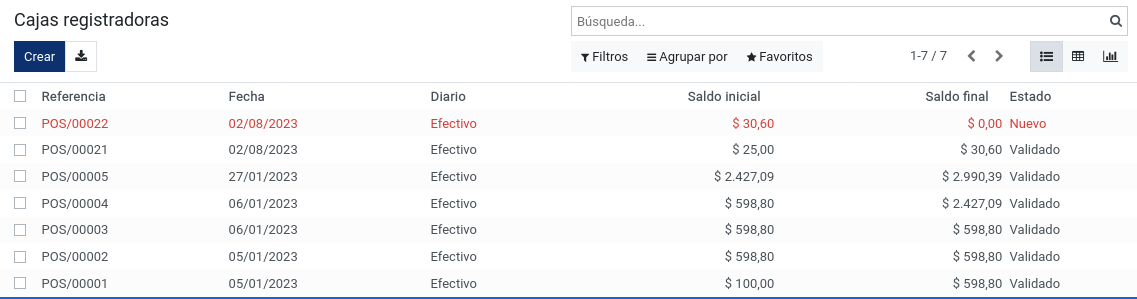 Cajas registradoras
Búsqueda...
Crear
Filtros Agrupar por Favoritos 1-7 / 7
Referencia Fecha Diario Saldo inicial Saldo final Estado
POS/00022 02/08/2023 Efectivo $ 30,60 $ 0,00 Nuevo
POS/00021 02/08/2023 Efectivo $ 25,00 $ 30,60 Validado
POS/00005 27/01/2023 Efectivo $ 2.427,09 $ 2.990,39 Validado
POS/00004 06/01/2023 Efectivo $ 598,80 $ 2.427,09 Validado
POS/00003 06/01/2023 Efectivo $ 598,80 $ 598,80 Validado
POS/00002 05/01/2023 Efectivo $ 598,80 $ 598,80 Validado
POS/00001 05/01/2023 Efectivo $ 100,00 $ 598,80 Validado